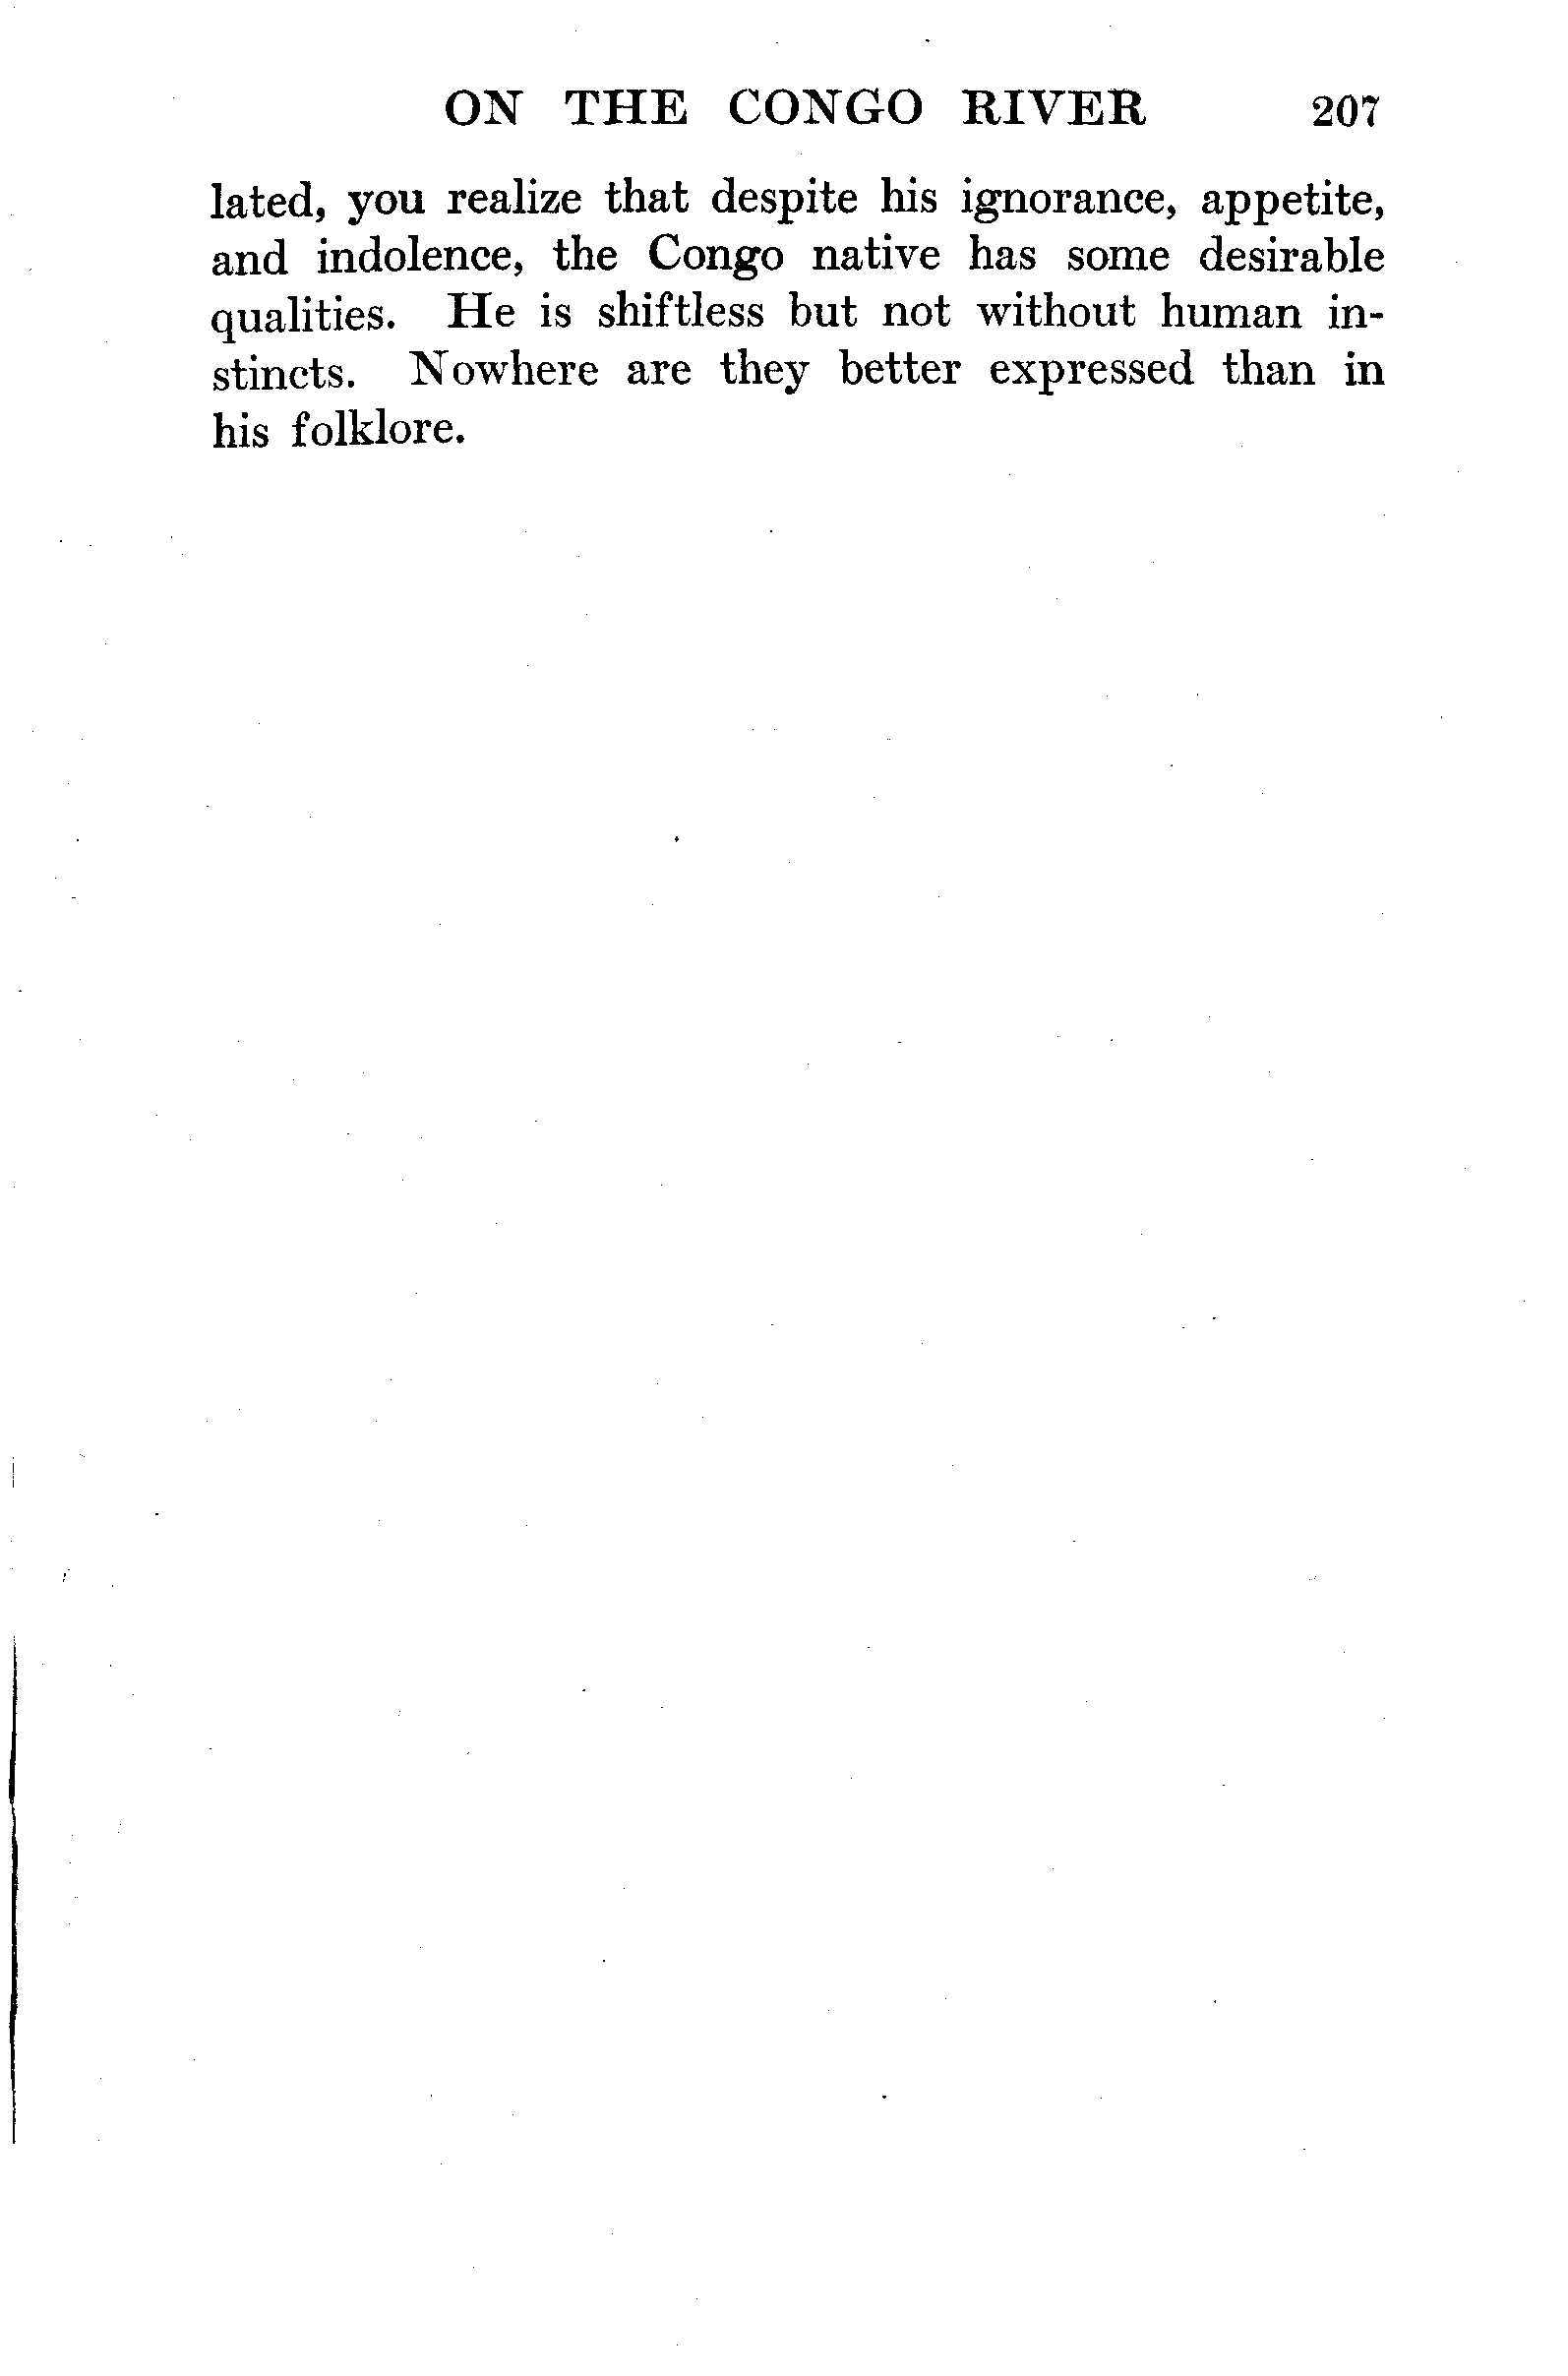 ON THE CONGO RIVER 207
lated, you realize that despite his ignorance, appetite,
and indolence, the Congo native has some desirable
qualities. He is shiftless but not without human in-
stincts. Nowhere are they better expressed than in
his folklore.